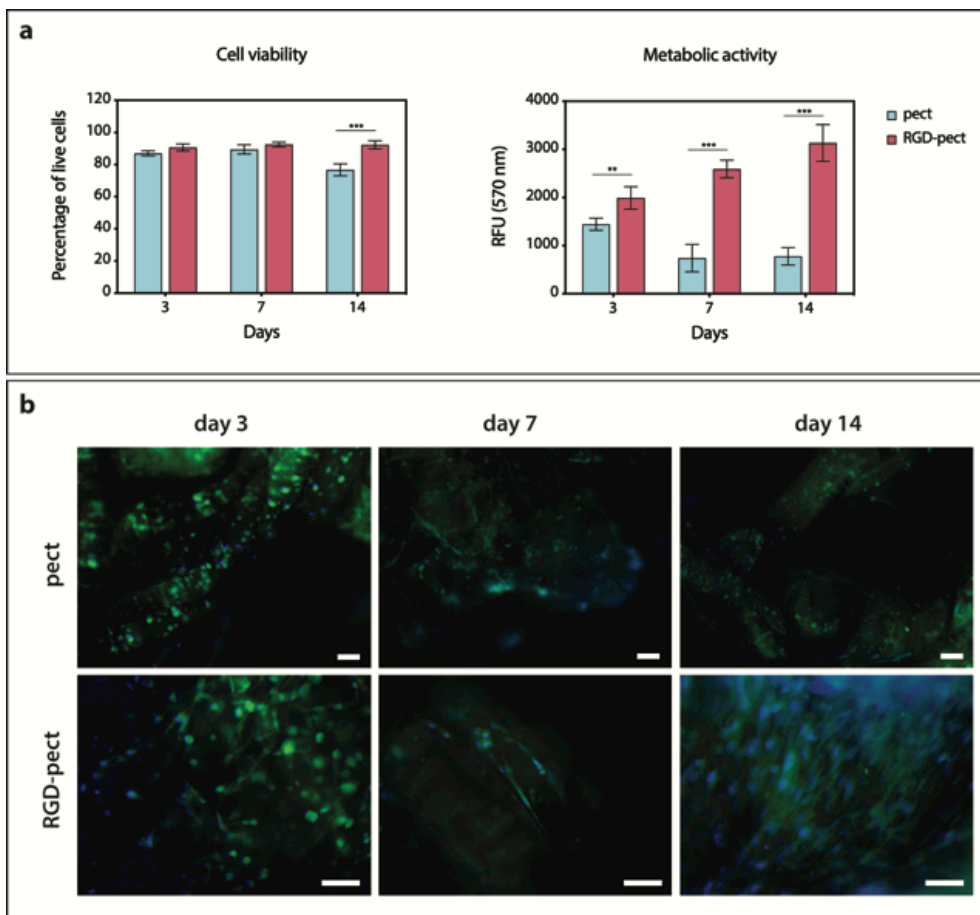 a
Cell viability
Metabolic activity
Percentage of live cells
120
100
80
60
40
20
0
***
3
7
14
Days
RFU (570 nm)
4000
3000
2000
1000
0
**
***
***
3
7
14
Days
pect
RGD-pect
b
day 3
day 7
day 14
pect
RGD-pect